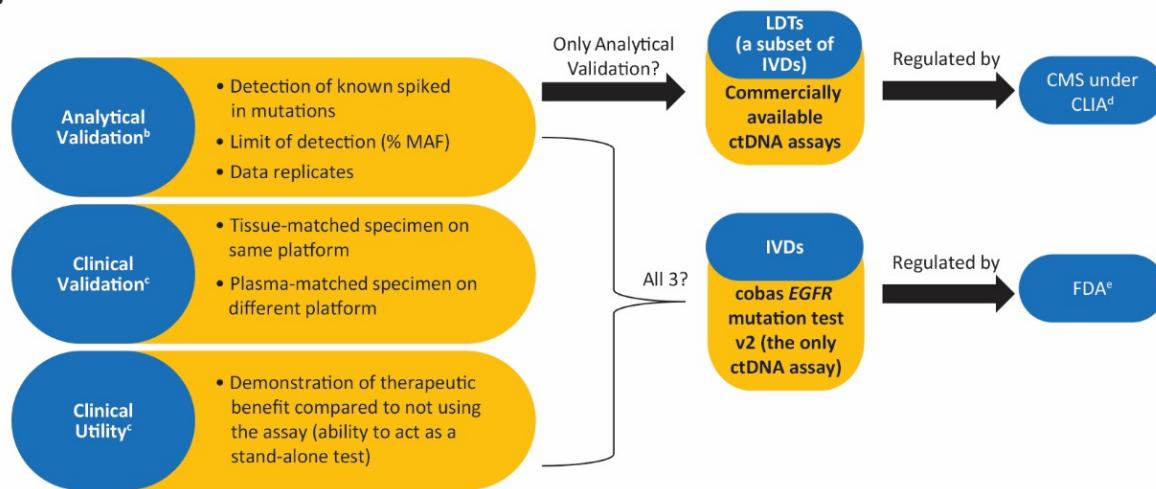 Analytical
Validationᵇ
• Detection of known spiked
in mutations
• Limit of detection (% MAF)
• Data replicates
Clinical
Validationᶜ
• Tissue-matched specimen on
same platform
• Plasma-matched specimen on
different platform
Clinical
Utilityᶜ
• Demonstration of therapeutic
benefit compared to not using
the assay (ability to act as a
stand-alone test)
Only Analytical
Validation?
LDTs
(a subset of
IVDs)
Commercially
available
ctDNA assays
Regulated by
CMS under
CLIAᵈ
All 3?
IVDs
cobas EGFR
mutation test
v2 (the only
ctDNA assay)
Regulated by
FDAᵉ